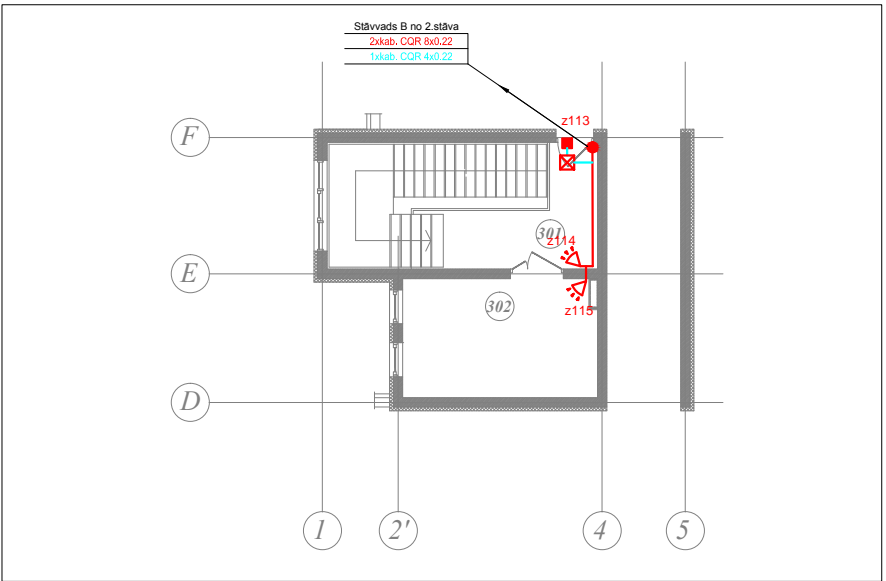 Stāvvads B no 2.stāva
2xkab. CQR 8x0.22
1xkab. CQR 4x0.22
z113
F
301
z114
E
302
z115
D
1
2'
4
5